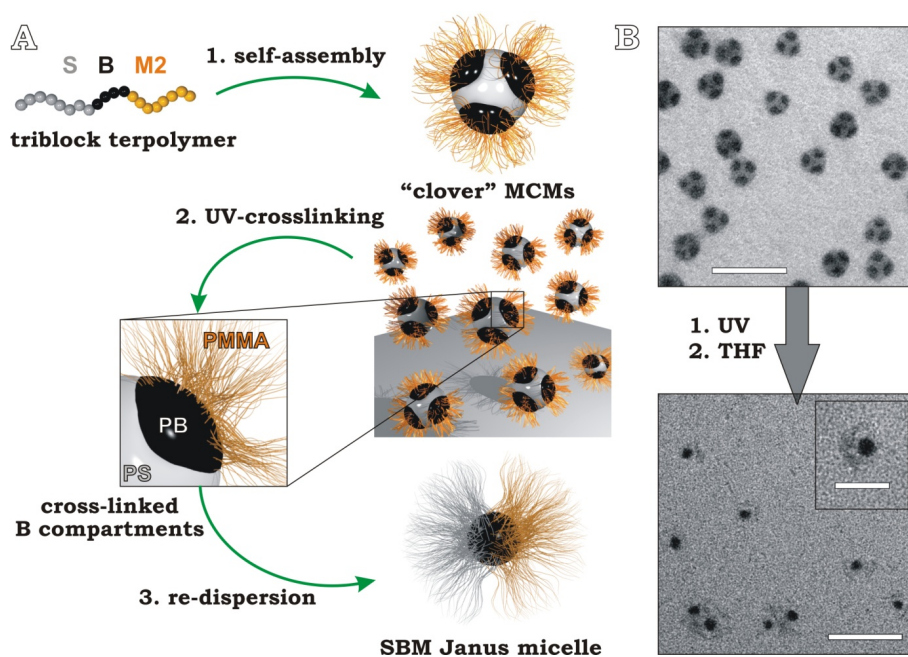 A
S B M2
triblock terpolymer
1. self-assembly
“clover” MCMs
2. UV-crosslinking
PMMA
PB
PS
cross-linked
B compartments
3. re-dispersion
SBM Janus micelle
B
1. UV
2. THF